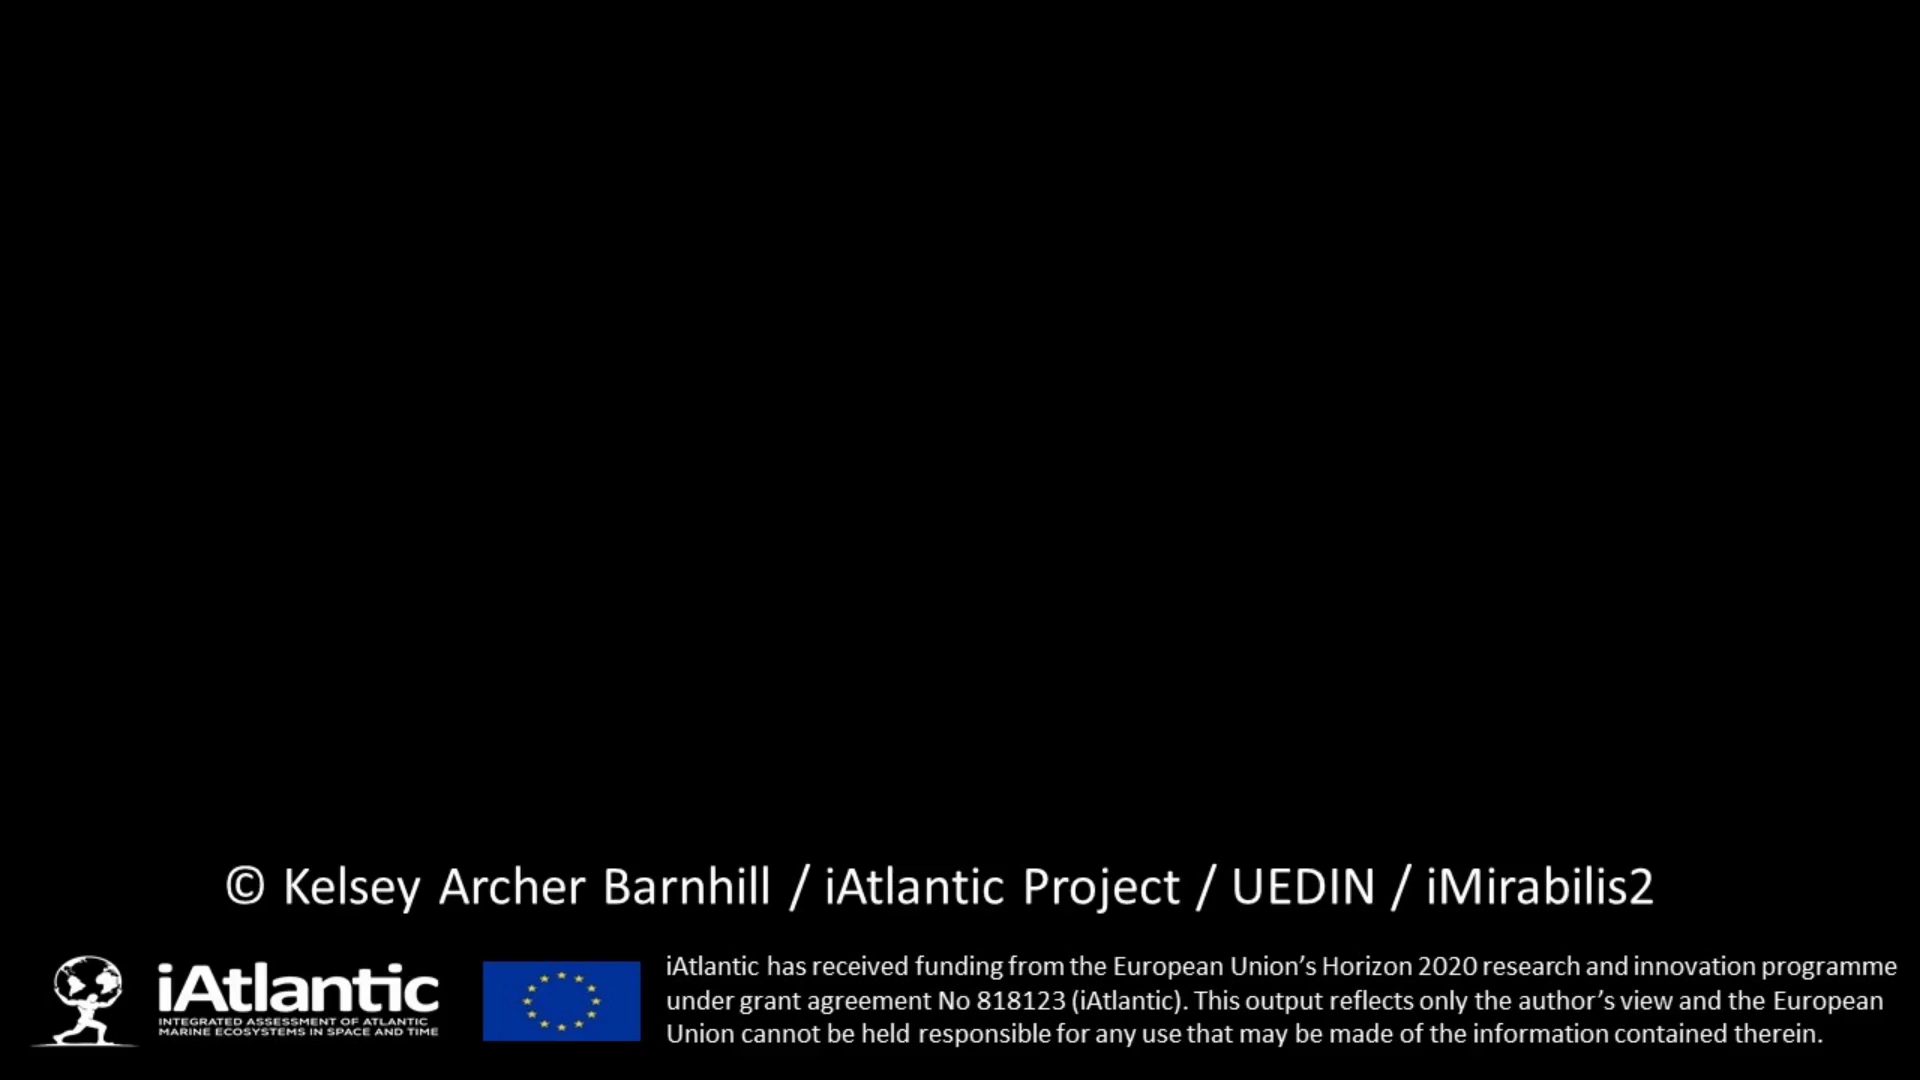 © Kelsey Archer Barnhill / iAtlantic Project / UEDIN / iMirabilis2
iAtlantic
INTEGRATED ASSESSMENT OF ATLANTIC
MARINE ECOSYSTEMS IN SPACE AND TIME
iAtlantic has received funding from the European Union’s Horizon 2020 research and innovation programme
under grant agreement No 818123 (iAtlantic). This output reflects only the author’s view and the European
Union cannot be held responsible for any use that may be made of the information contained therein.